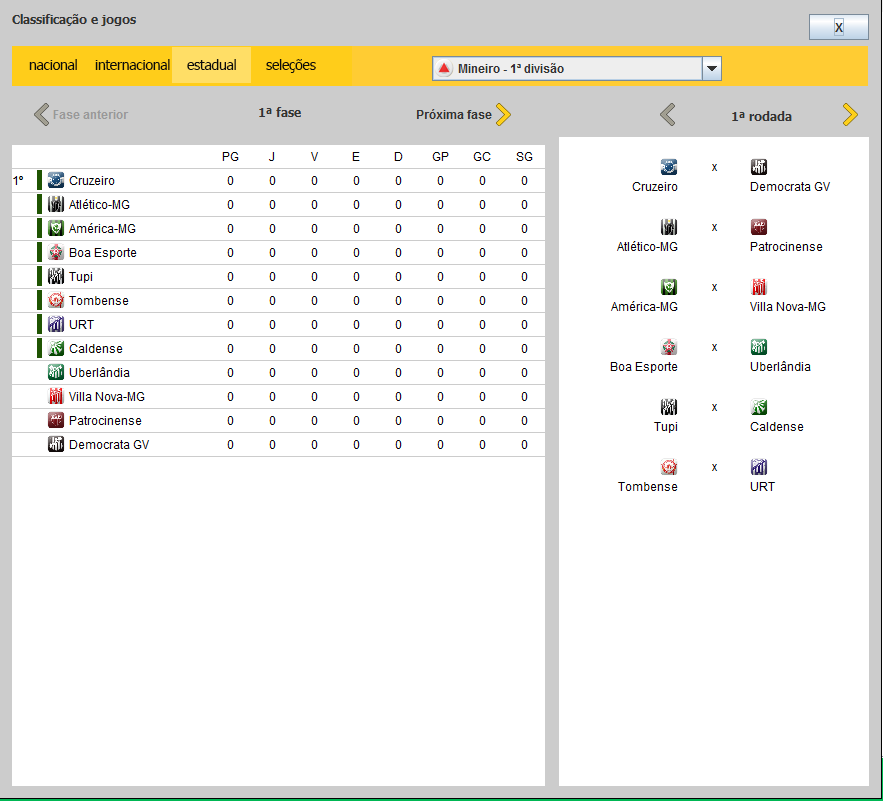 Classificação e jogos
X
nacional internacional estadual seleções
Mineiro - 1ª divisão
Fase anterior 1ª fase Próxima fase
1ª rodada
PG J V E D GP GC SG
1º Cruzeiro 0 0 0 0 0 0 0 0
Atlético-MG 0 0 0 0 0 0 0 0
América-MG 0 0 0 0 0 0 0 0
Boa Esporte 0 0 0 0 0 0 0 0
Tupi 0 0 0 0 0 0 0 0
Tombense 0 0 0 0 0 0 0 0
URT 0 0 0 0 0 0 0 0
Caldense 0 0 0 0 0 0 0 0
Uberlândia 0 0 0 0 0 0 0 0
Villa Nova-MG 0 0 0 0 0 0 0 0
Patrocinense 0 0 0 0 0 0 0 0
Democrata GV 0 0 0 0 0 0 0 0
x
Cruzeiro Democrata GV
x
Atlético-MG Patrocinense
x
América-MG Villa Nova-MG
x
Boa Esporte Uberlândia
x
Tupi Caldense
x
Tombense URT